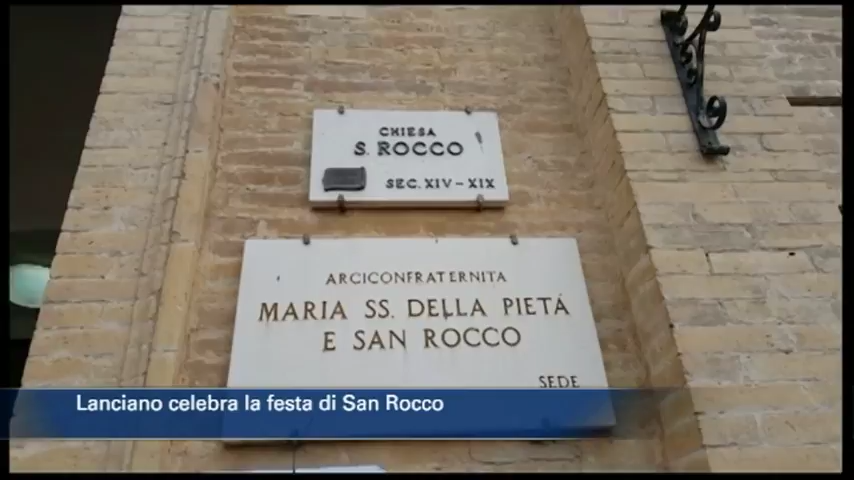 CHIESA
S. ROCCO
SEC. XIV - XIX
ARCICONFRATERNITA
MARIA SS. DELLA PIETÁ
E SAN ROCCO
SEDE
Lanciano celebra la festa di San Rocco